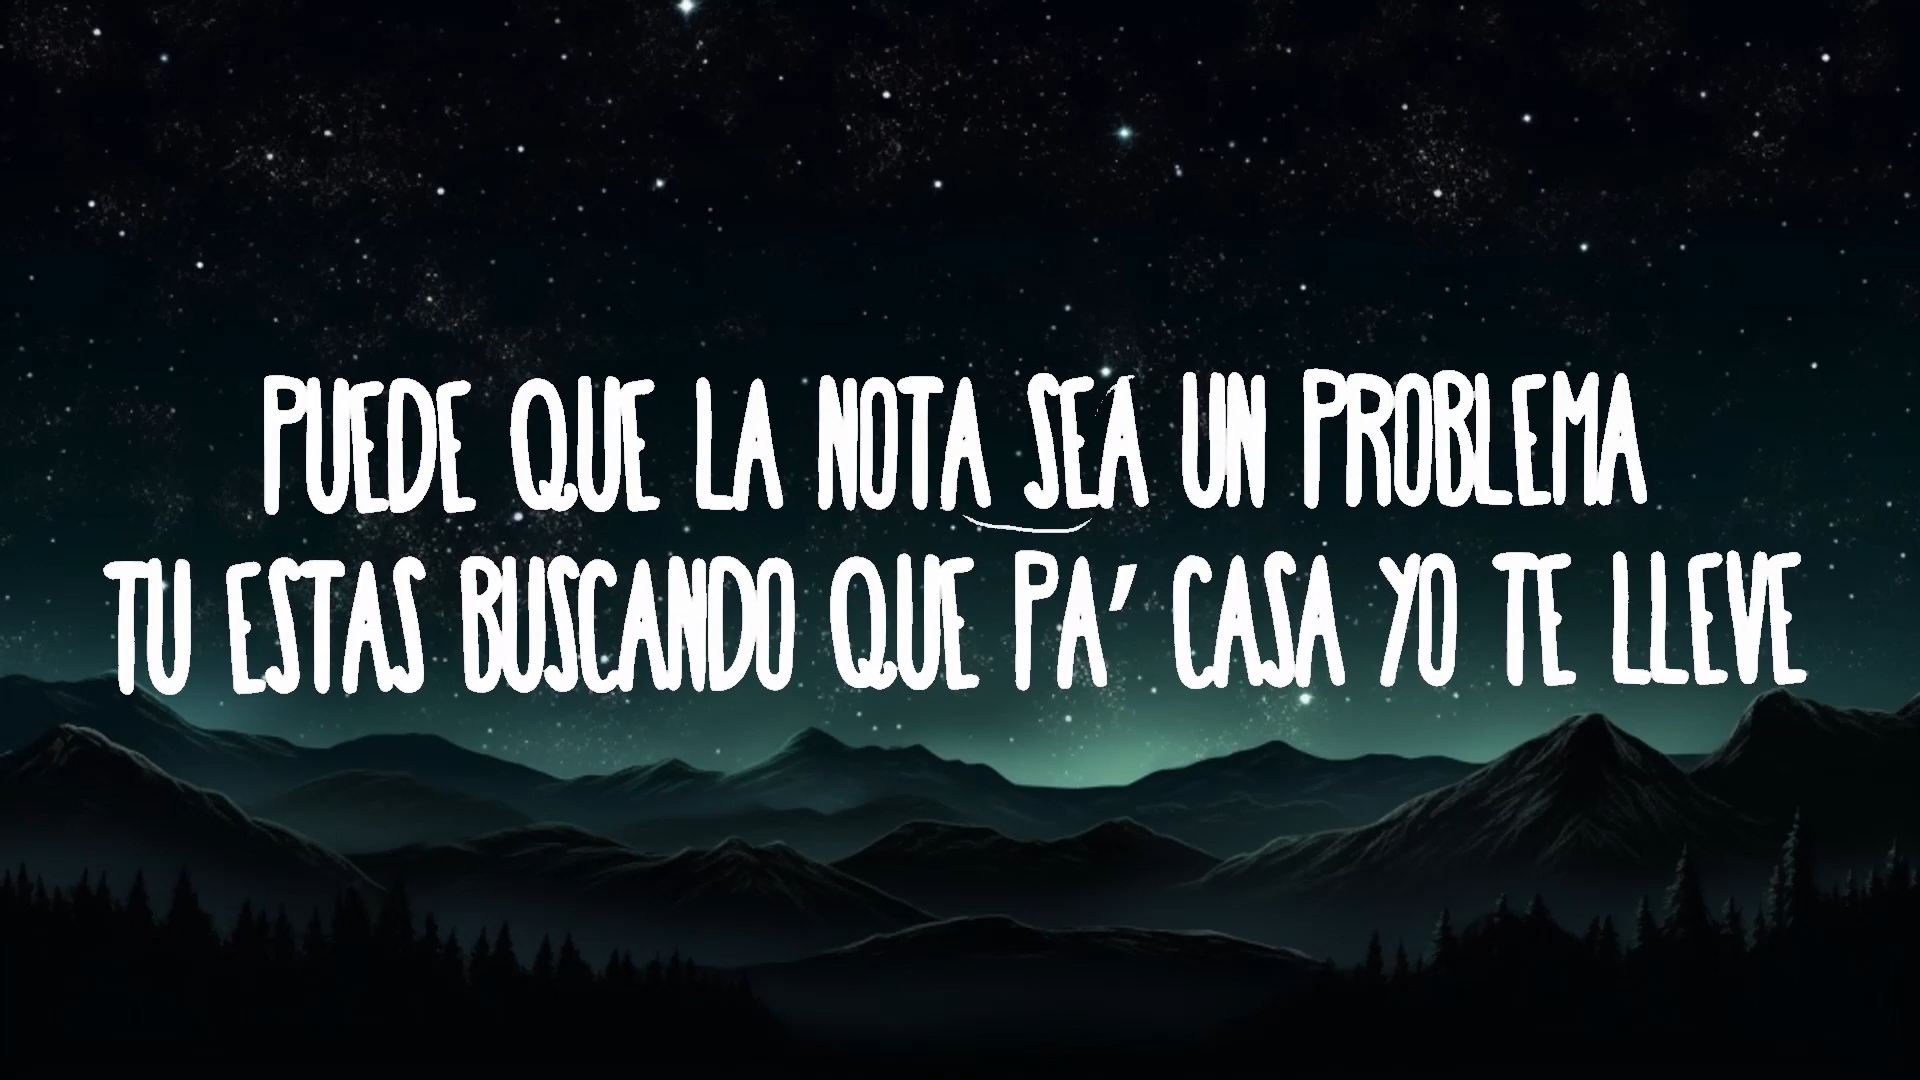 PUEDE QUE LA NOTA SEA UN PROBLEMA
TU ESTAS BUSCANDO QUE PA' CASA YO TE LLEVE